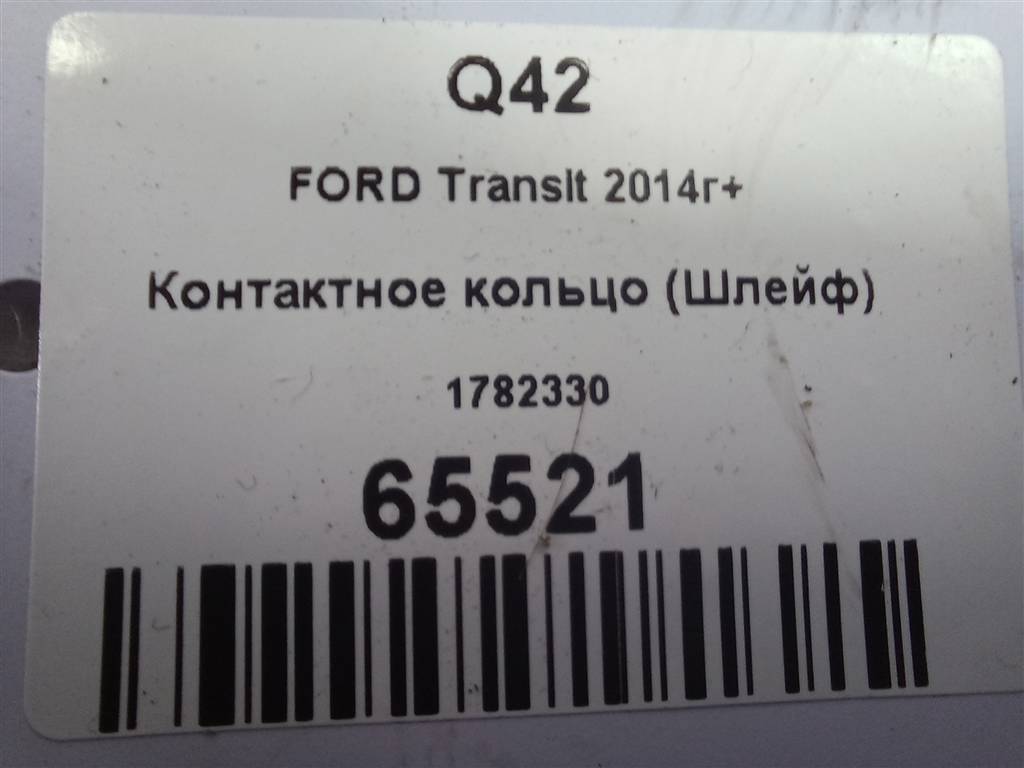 Q42
FORD Transit 2014г+
Контактное кольцо (Шлейф)
1782330
65521